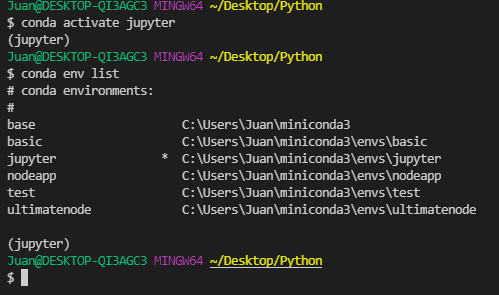 Juan@DESKTOP-QI3AGC3 MINGW64 ~/Desktop/Python
$ conda activate jupyter
(jupyter)
Juan@DESKTOP-QI3AGC3 MINGW64 ~/Desktop/Python
$ conda env list
# conda environments:
#
base                     C:\Users\Juan\miniconda3
basic                    C:\Users\Juan\miniconda3\envs\basic
jupyter               *  C:\Users\Juan\miniconda3\envs\jupyter
nodeapp                  C:\Users\Juan\miniconda3\envs\nodeapp
test                     C:\Users\Juan\miniconda3\envs\test
ultimatenode             C:\Users\Juan\miniconda3\envs\ultimatenode
(jupyter)
Juan@DESKTOP-QI3AGC3 MINGW64 ~/Desktop/Python
$